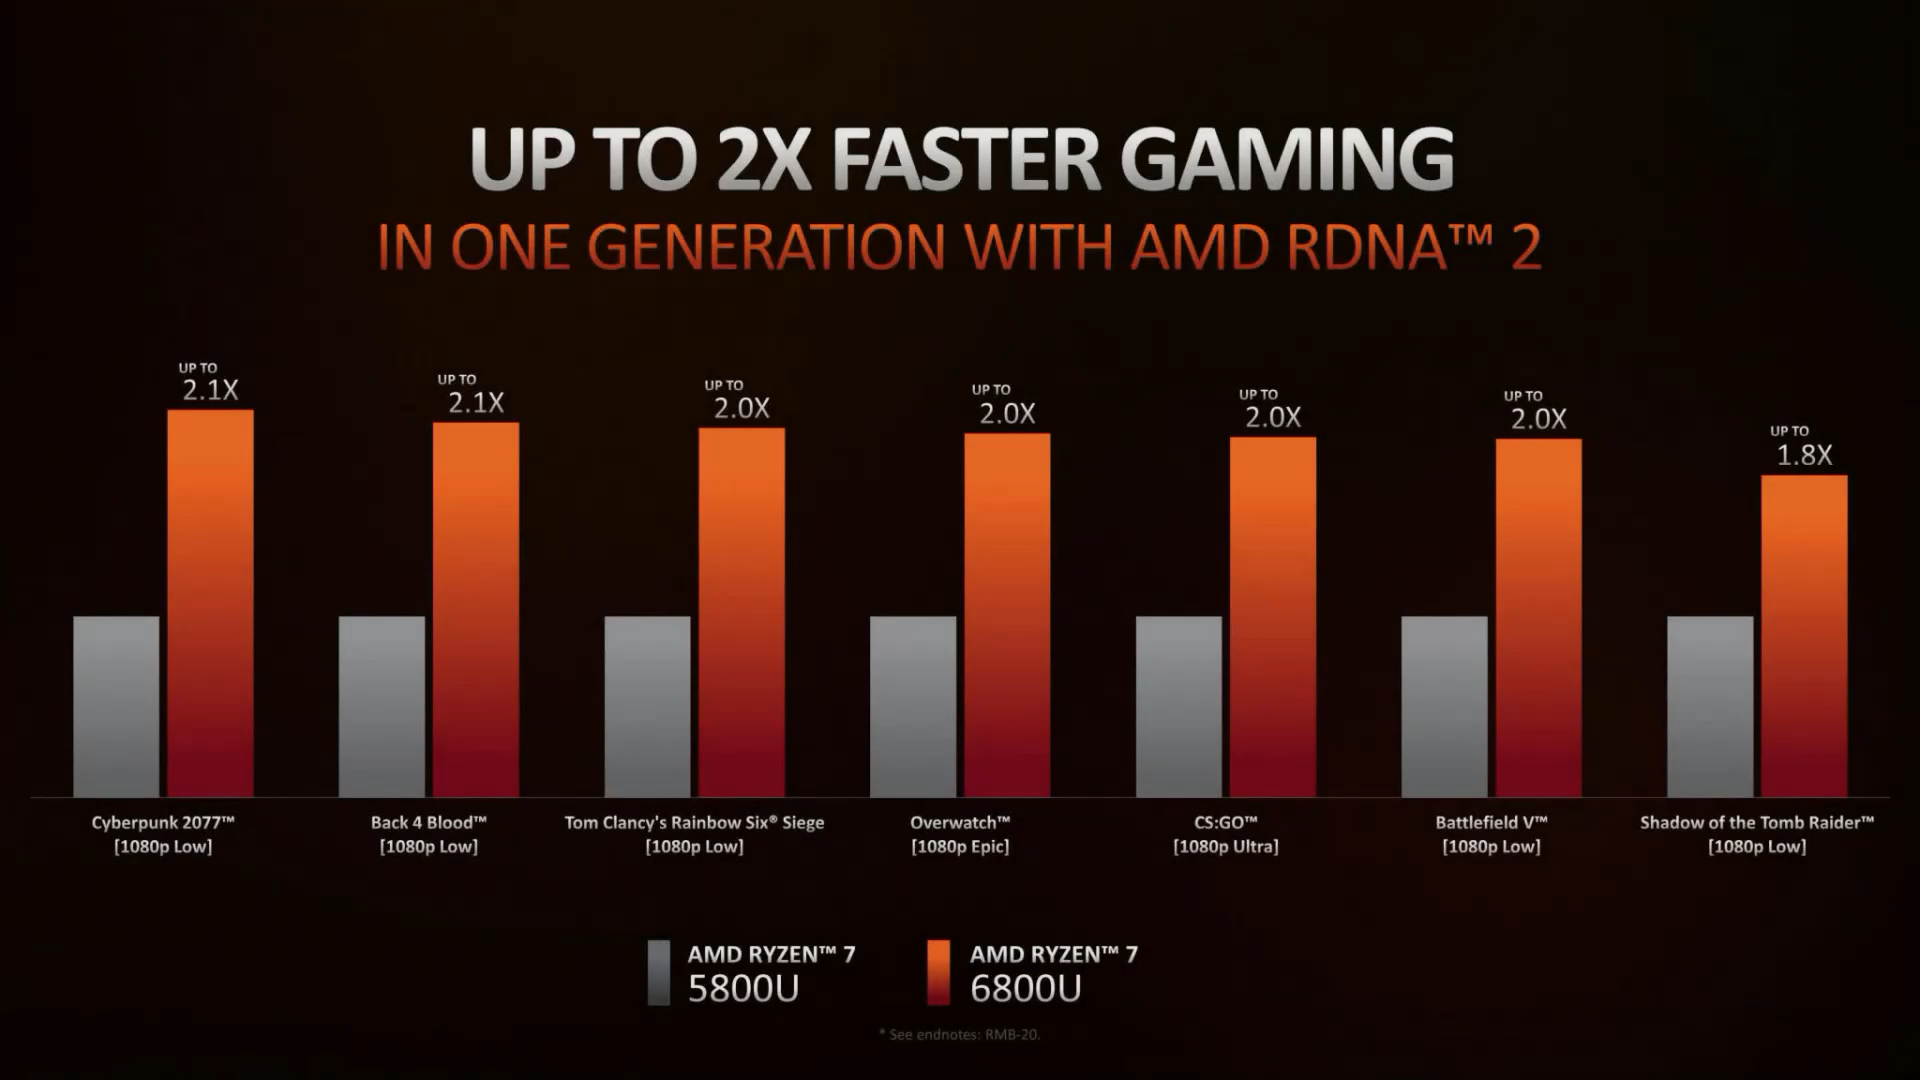 UP TO 2X FASTER GAMING
IN ONE GENERATION WITH AMD RDNA™ 2
UP TO
2.1X
UP TO
2.1X
UP TO
2.0X
UP TO
2.0X
UP TO
2.0X
UP TO
2.0X
UP TO
1.8X
Cyberpunk 2077™
[1080p Low]
Back 4 Blood™
[1080p Low]
Tom Clancy's Rainbow Six® Siege
[1080p Low]
Overwatch™
[1080p Epic]
CS:GO™
[1080p Ultra]
Battlefield V™
[1080p Low]
Shadow of the Tomb Raider™
[1080p Low]
AMD RYZEN™ 7
5800U
AMD RYZEN™ 7
6800U
* See endnotes: RMB-20.